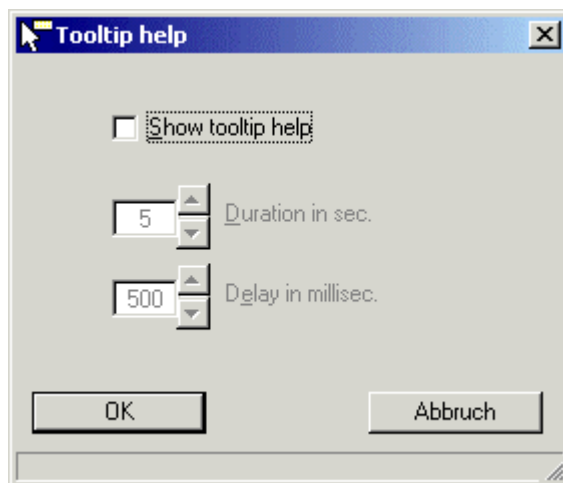 Tooltip help
Show tooltip help
5 Duration in sec.
500 Delay in millisec.
OK Abbruch